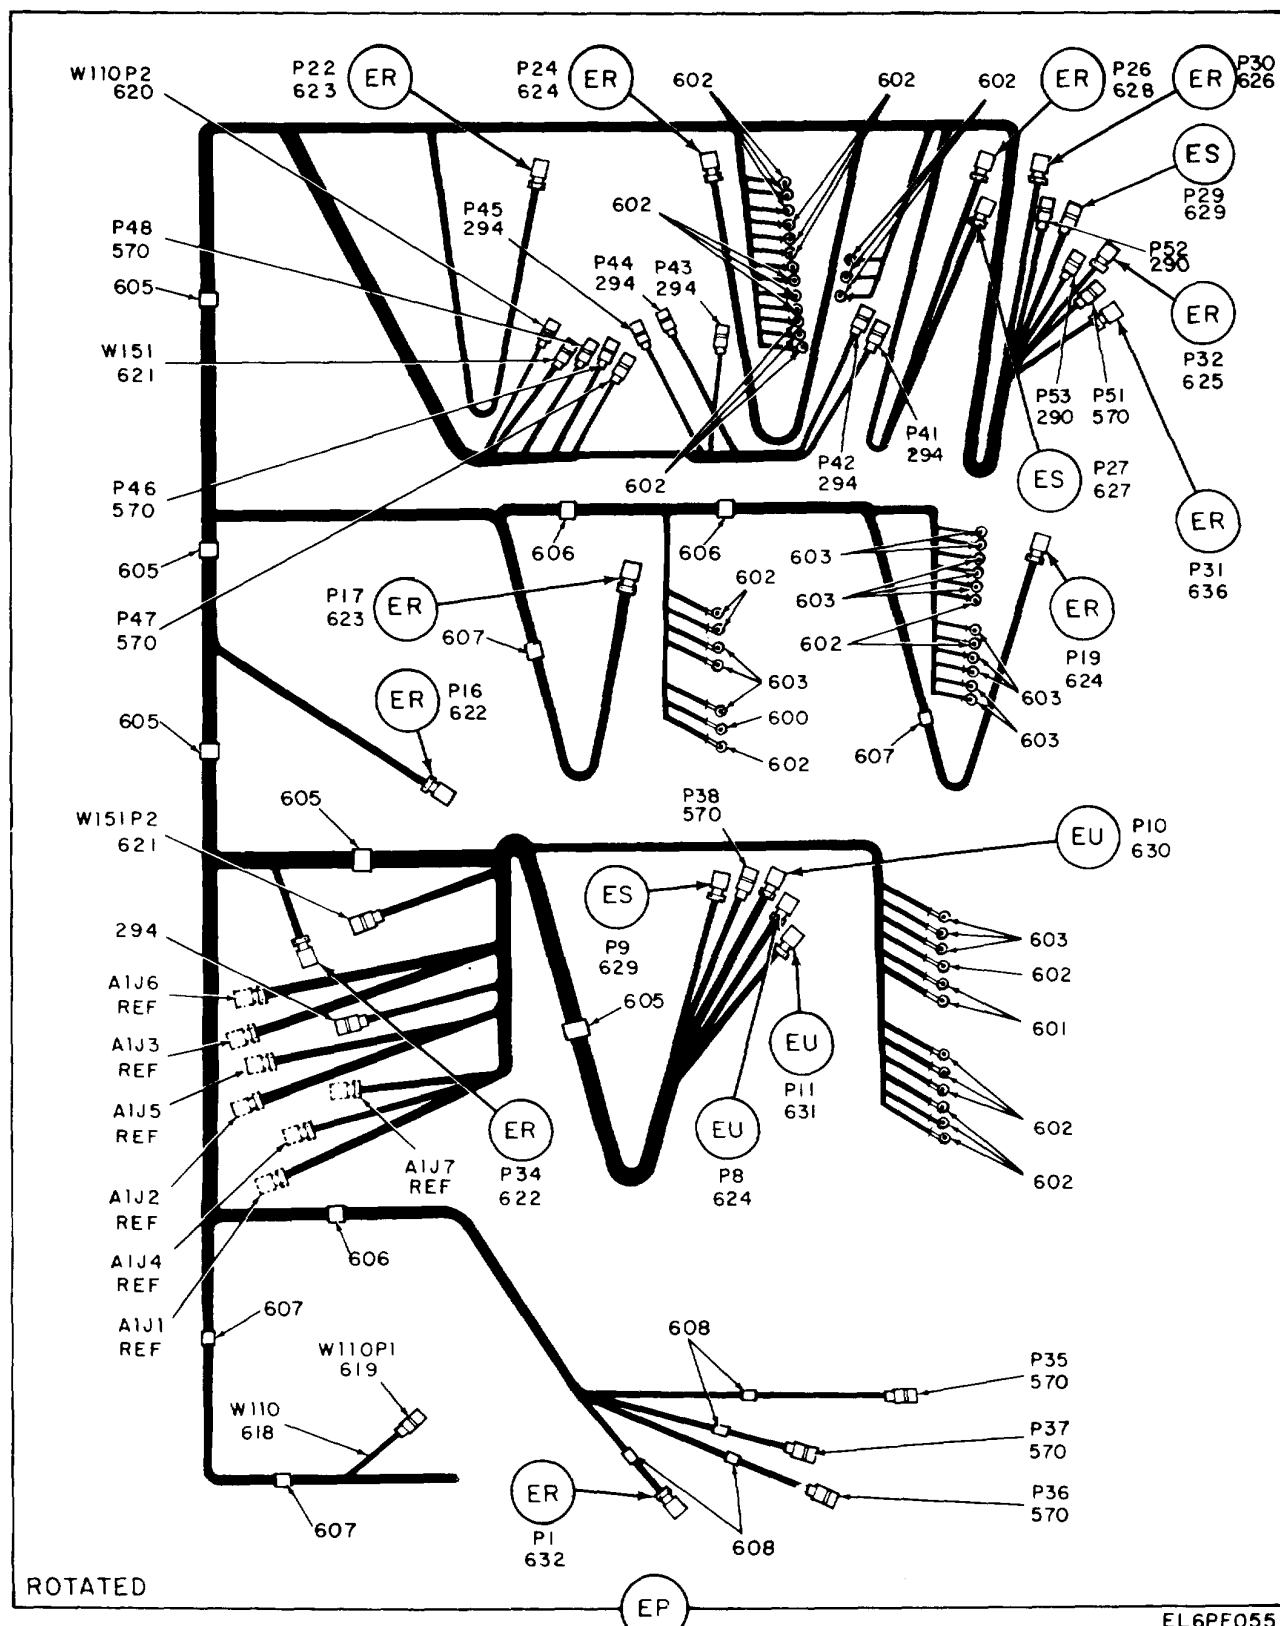 W110P2
620
P22
623
ER
P24
624
ER
602
602
602
ER
P26
628
ER
P30
626
ES
P29
629
P48
570
P45
294
602
P52
290
605
P44
294
P43
294
ER
P32
625
W151
621
P53
290
P51
570
P41
294
P42
294
602
ES
P27
627
P46
570
ER
P31
636
606
606
603
605
P17
623
ER
602
603
ER
P19
624
P47
570
607
602
ER
P16
622
603
603
605
600
607
603
602
605
P38
570
EU
P10
630
W151P2
621
ES
P9
629
294
603
602
A1J6
REF
605
601
A1J3
REF
EU
P11
631
A1J5
REF
ER
P34
622
EU
P8
624
602
A1J7
REF
602
A1J2
REF
A1J4
REF
606
A1J1
REF
607
W110P1
619
608
P35
570
W110
618
P37
570
ER
P1
632
P36
570
607
608
ROTATED
EP
EL6PF055